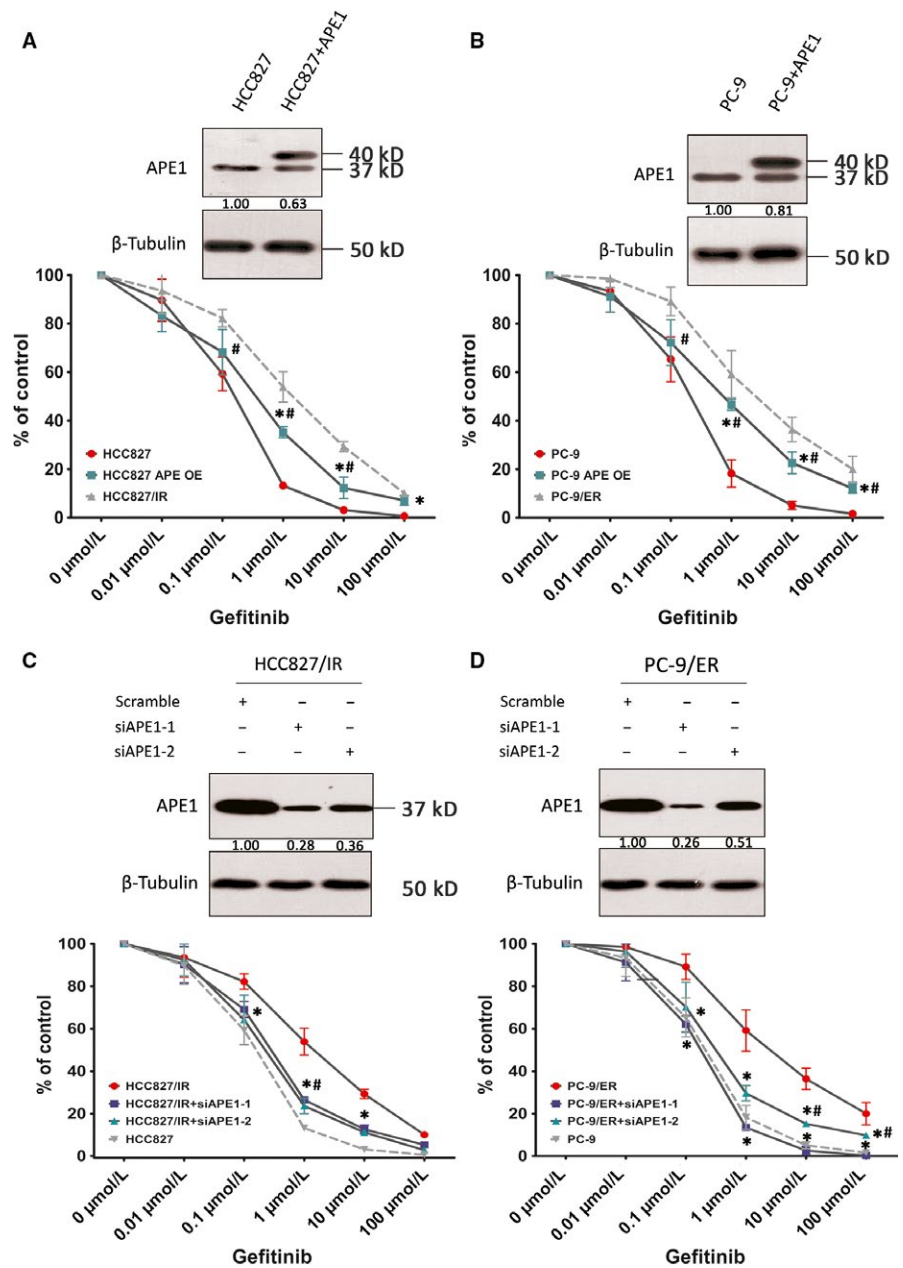 A
HCC827
HCC827+APE1
APE1
40 kD
37 kD
1.00 0.63
β-Tubulin
50 kD
100
80
60
40
20
0
% of control
#
*#
*#
*
HCC827
HCC827 APE OE
HCC827/IR
0 µmol/L
0.01 µmol/L
0.1 µmol/L
1 µmol/L
10 µmol/L
100 µmol/L
Gefitinib
B
PC-9
PC-9+APE1
APE1
40 kD
37 kD
1.00 0.81
β-Tubulin
50 kD
100
80
60
40
20
0
% of control
#
*#
*#
*#
PC-9
PC-9 APE OE
PC-9/ER
0 µmol/L
0.01 µmol/L
0.1 µmol/L
1 µmol/L
10 µmol/L
100 µmol/L
Gefitinib
C
HCC827/IR
Scramble + – –
siAPE1-1 – + –
siAPE1-2 – – +
APE1
37 kD
1.00 0.28 0.36
β-Tubulin
50 kD
100
80
60
40
20
0
% of control
*
*#
*
HCC827/IR
HCC827/IR+siAPE1-1
HCC827/IR+siAPE1-2
HCC827
0 µmol/L
0.01 µmol/L
0.1 µmol/L
1 µmol/L
10 µmol/L
100 µmol/L
Gefitinib
D
PC-9/ER
Scramble + – –
siAPE1-1 – + –
siAPE1-2 – – +
APE1
1.00 0.26 0.51
β-Tubulin
100
80
60
40
20
0
% of control
*
*
*
*
*#
*
*#
*
PC-9/ER
PC-9/ER+siAPE1-1
PC-9/ER+siAPE1-2
PC-9
0 µmol/L
0.01 µmol/L
0.1 µmol/L
1 µmol/L
10 µmol/L
100 µmol/L
Gefitinib